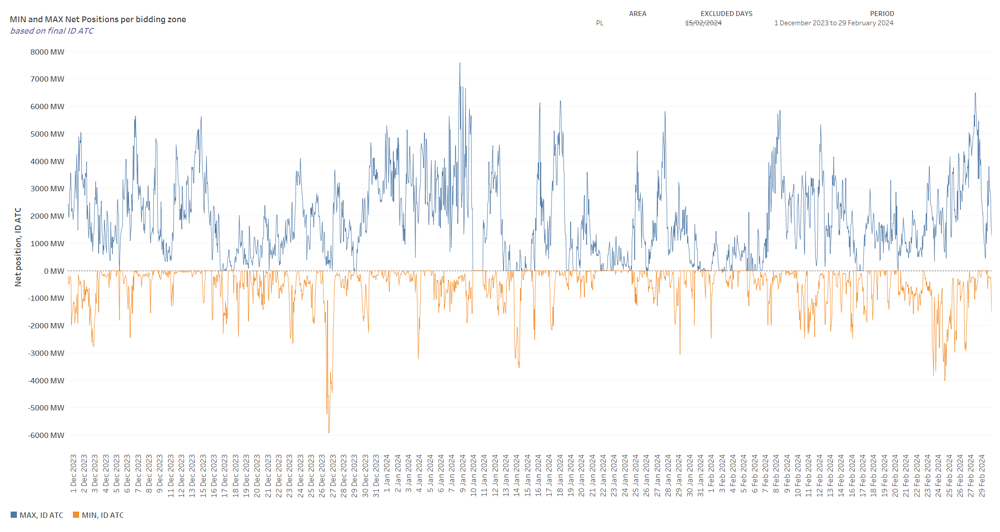 MIN and MAX Net Positions per bidding zone
based on final ID ATC
AREA
PL
EXCLUDED DAYS
15/02/2024
PERIOD
1 December 2023 to 29 February 2024
Net position, ID ATC
8000 MW
7000 MW
6000 MW
5000 MW
4000 MW
3000 MW
2000 MW
1000 MW
0 MW
-1000 MW
-2000 MW
-3000 MW
-4000 MW
-5000 MW
-6000 MW
1 Dec 2023
2 Dec 2023
3 Dec 2023
4 Dec 2023
5 Dec 2023
6 Dec 2023
7 Dec 2023
8 Dec 2023
9 Dec 2023
11 Dec 2023
12 Dec 2023
13 Dec 2023
15 Dec 2023
16 Dec 2023
17 Dec 2023
18 Dec 2023
19 Dec 2023
20 Dec 2023
21 Dec 2023
22 Dec 2023
23 Dec 2023
24 Dec 2023
25 Dec 2023
26 Dec 2023
27 Dec 2023
28 Dec 2023
29 Dec 2023
30 Dec 2023
31 Dec 2023
1 Jan 2024
2 Jan 2024
3 Jan 2024
4 Jan 2024
5 Jan 2024
6 Jan 2024
7 Jan 2024
9 Jan 2024
10 Jan 2024
11 Jan 2024
12 Jan 2024
13 Jan 2024
14 Jan 2024
15 Jan 2024
16 Jan 2024
17 Jan 2024
18 Jan 2024
19 Jan 2024
20 Jan 2024
21 Jan 2024
22 Jan 2024
23 Jan 2024
24 Jan 2024
25 Jan 2024
26 Jan 2024
27 Jan 2024
28 Jan 2024
29 Jan 2024
30 Jan 2024
31 Jan 2024
1 Feb 2024
3 Feb 2024
4 Feb 2024
5 Feb 2024
6 Feb 2024
7 Feb 2024
8 Feb 2024
9 Feb 2024
10 Feb 2024
11 Feb 2024
12 Feb 2024
13 Feb 2024
14 Feb 2024
16 Feb 2024
17 Feb 2024
18 Feb 2024
19 Feb 2024
20 Feb 2024
21 Feb 2024
22 Feb 2024
23 Feb 2024
24 Feb 2024
25 Feb 2024
26 Feb 2024
27 Feb 2024
29 Feb 2024
MAX, ID ATC
MIN, ID ATC